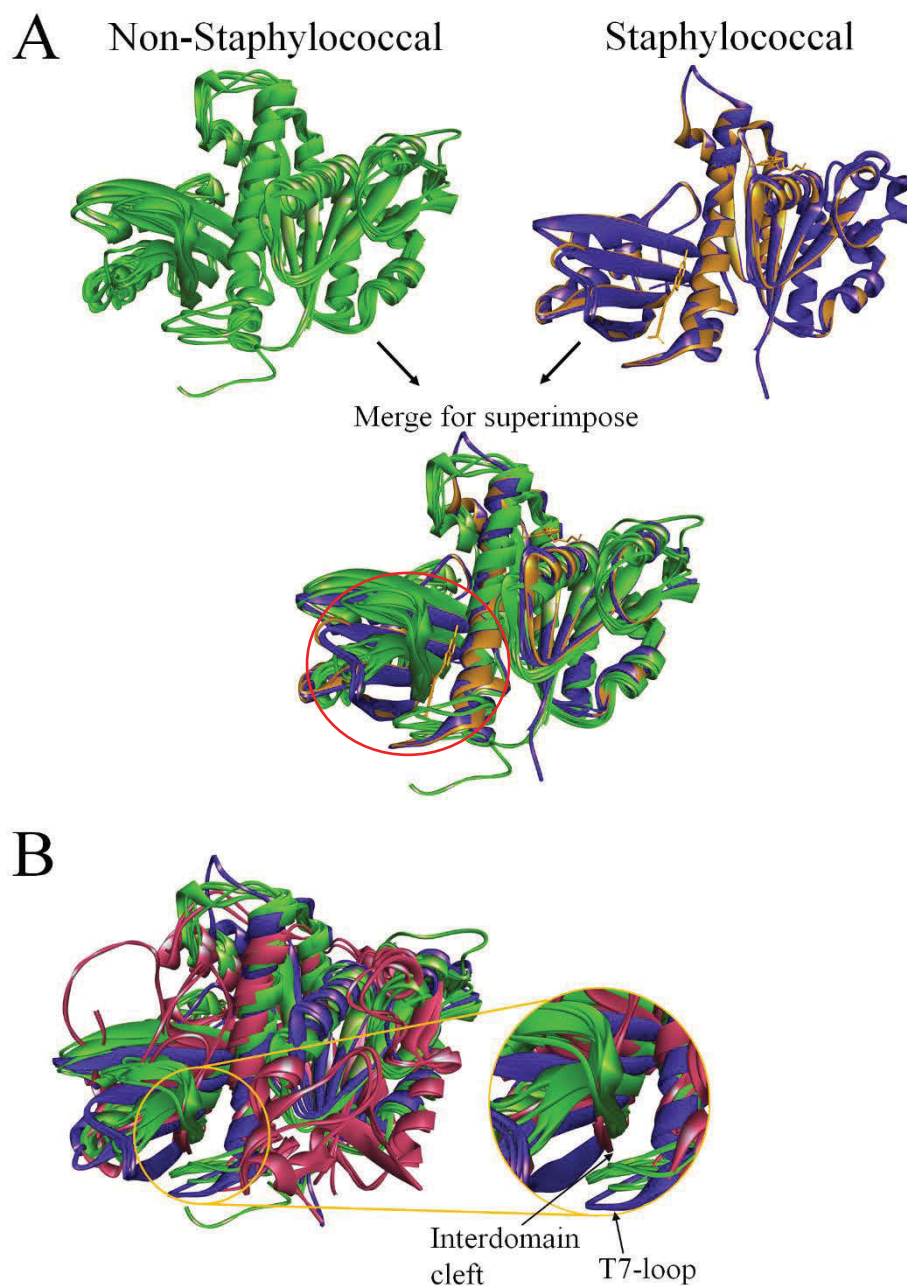 A
Non-Staphylococcal
Staphylococcal
Merge for superimpose
B
Interdomain
cleft
T7-loop